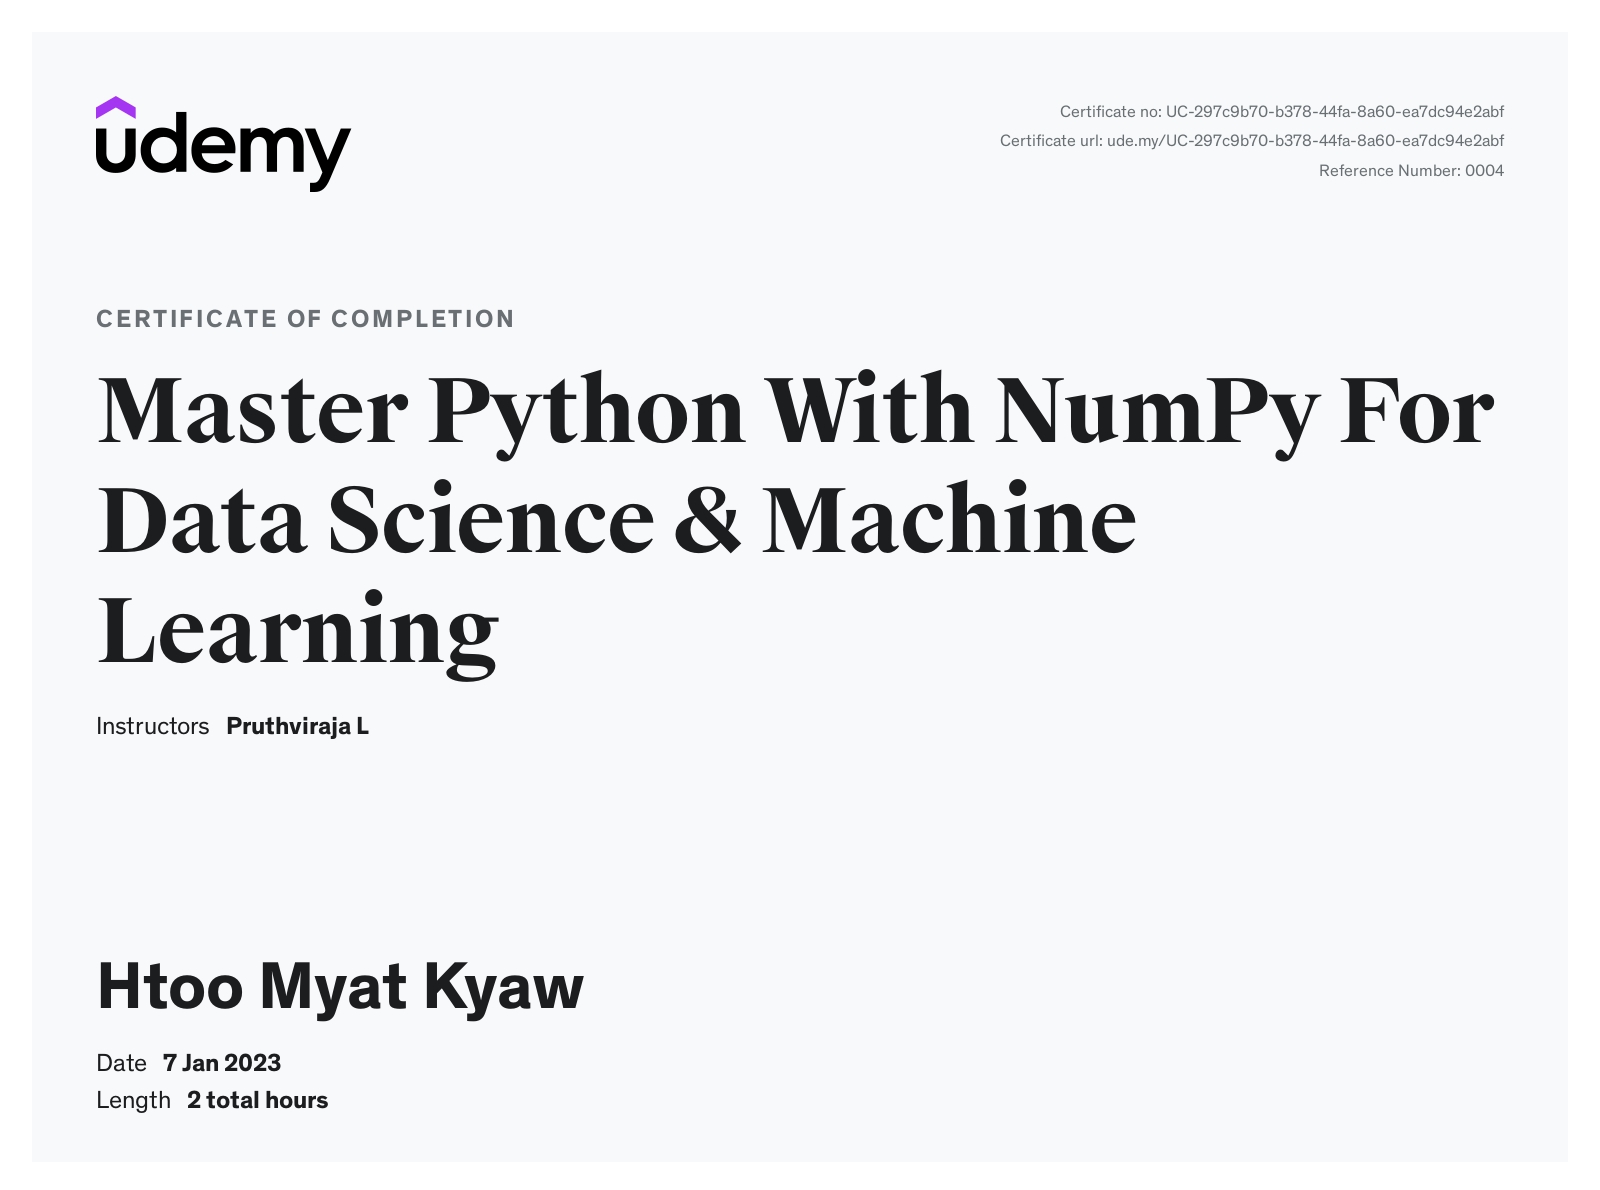 udemy
Certificate no: UC-297c9b70-b378-44fa-8a60-ea7dc94e2abf
Certificate url: ude.my/UC-297c9b70-b378-44fa-8a60-ea7dc94e2abf
Reference Number: 0004
CERTIFICATE OF COMPLETION
Master Python With NumPy For
Data Science & Machine
Learning
Instructors Pruthviraja L
Htoo Myat Kyaw
Date 7 Jan 2023
Length 2 total hours